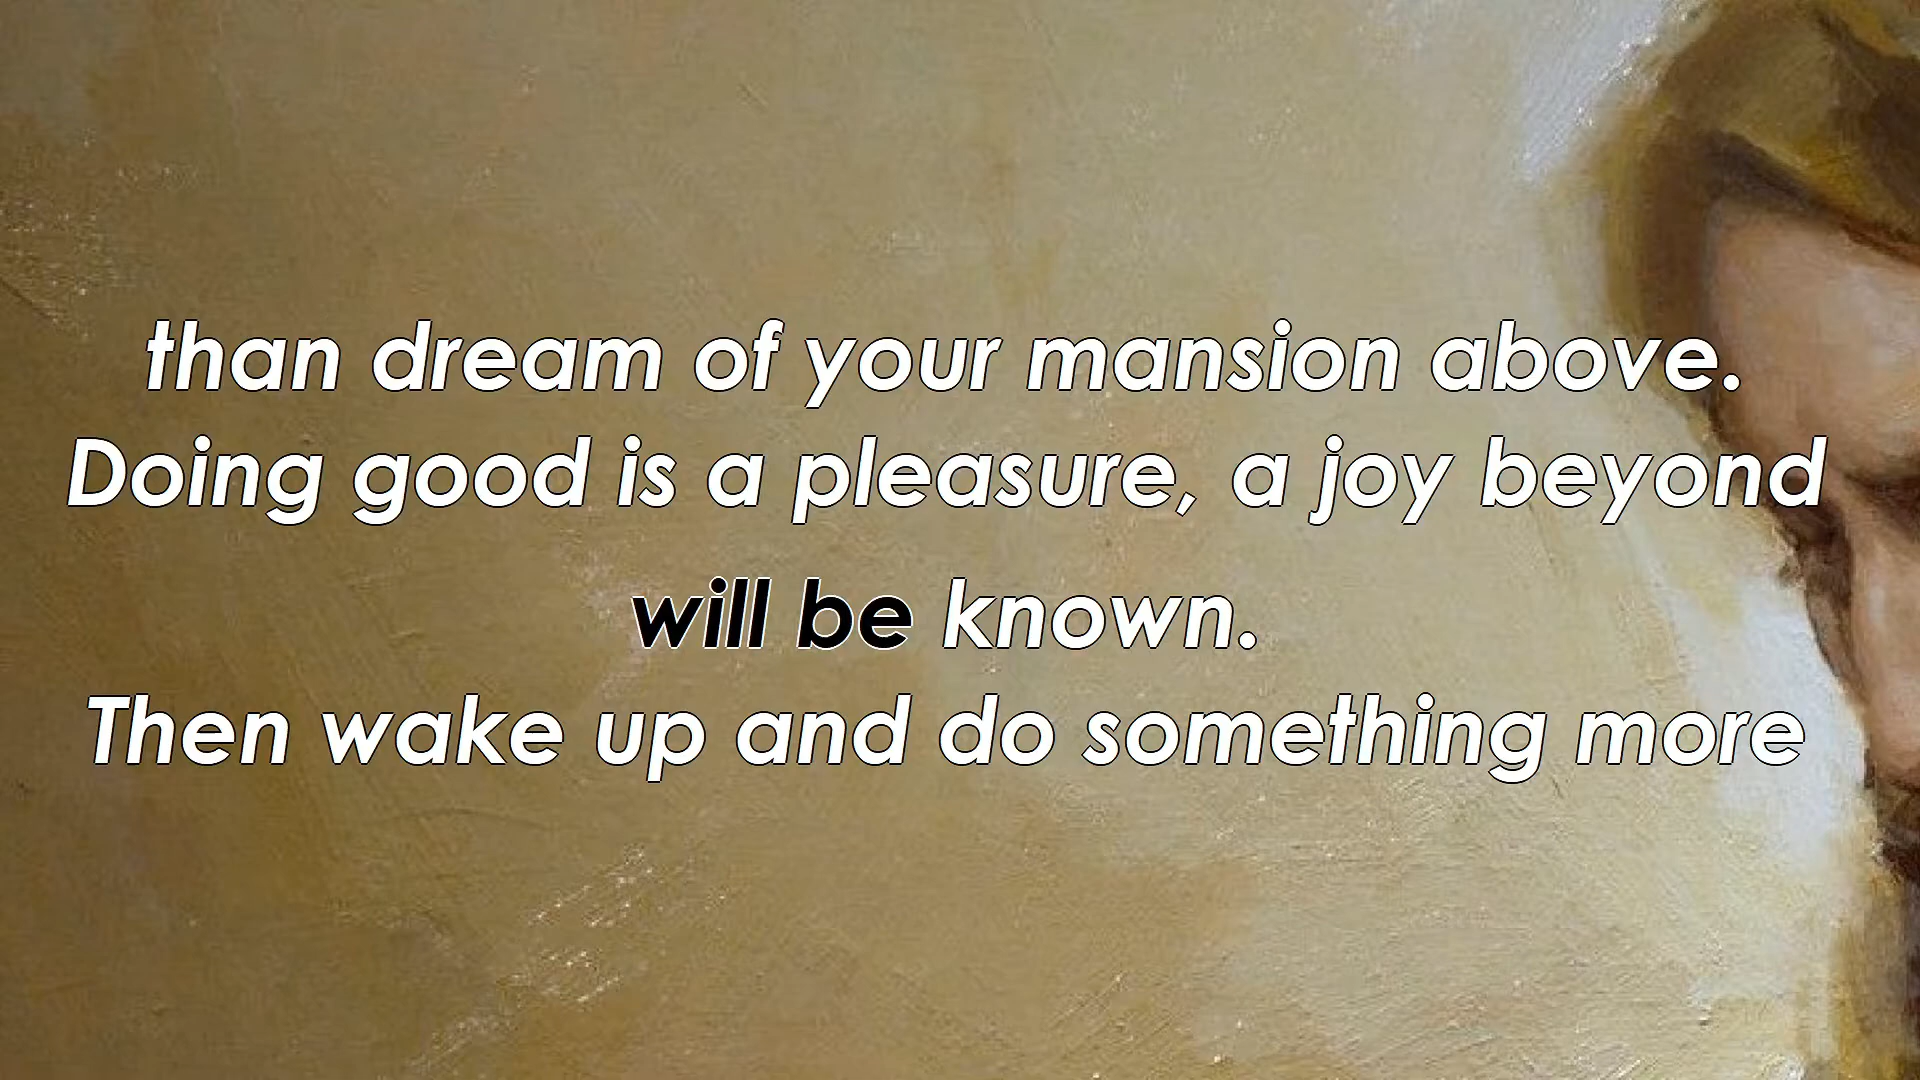 than dream of your mansion above.
Doing good is a pleasure, a joy beyond
will be known.
Then wake up and do something more